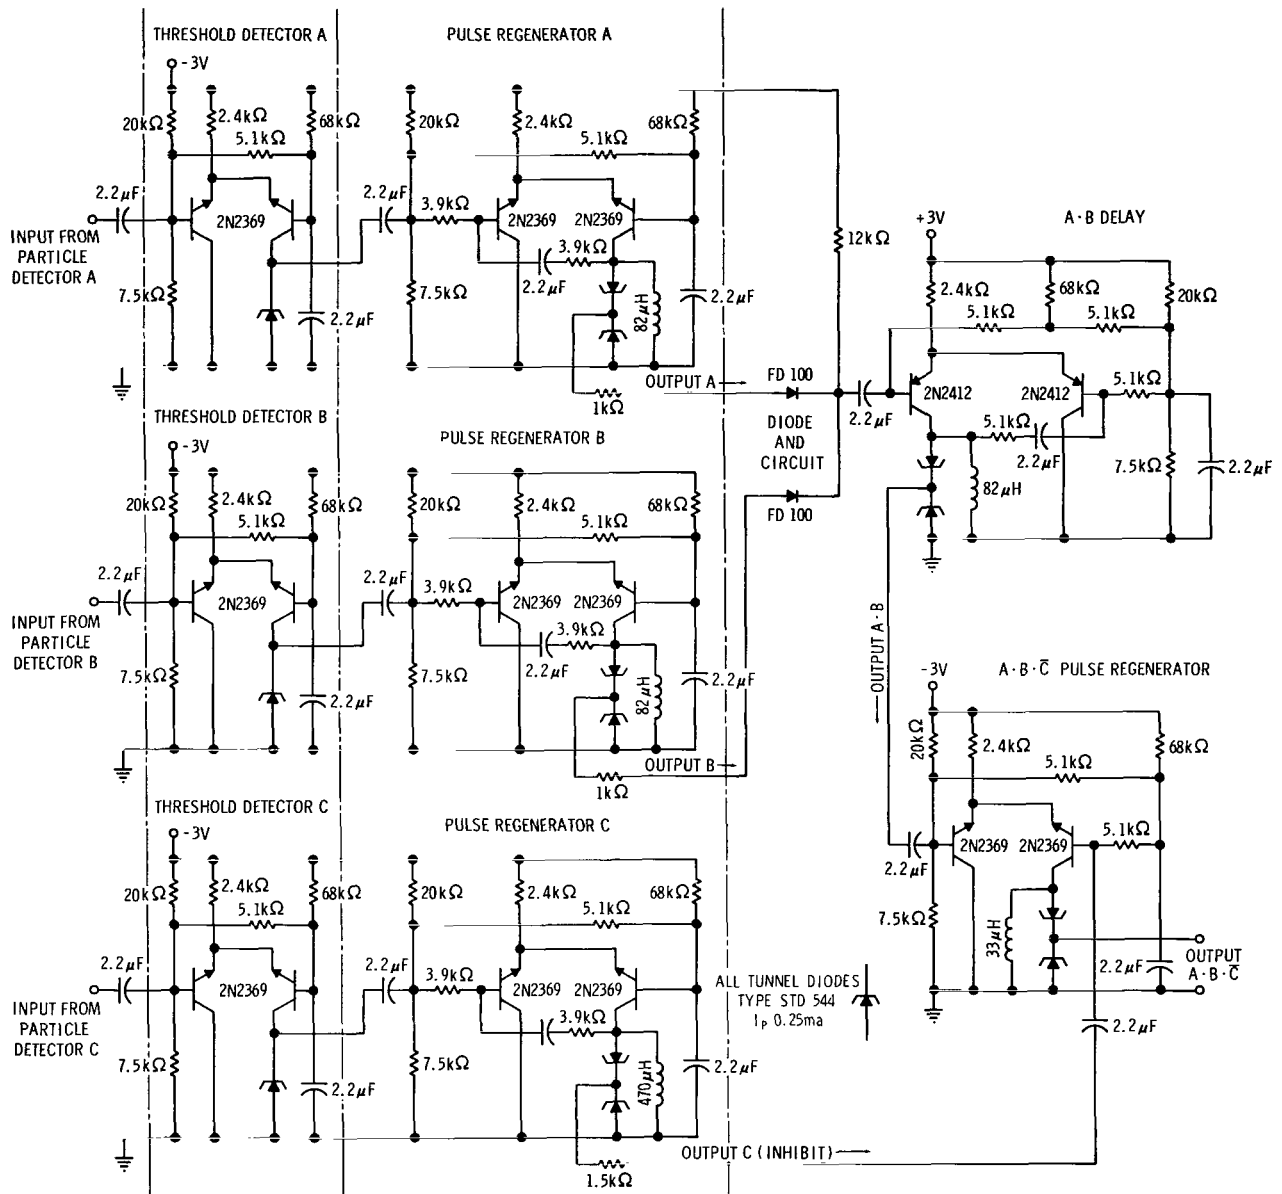 THRESHOLD DETECTOR A
PULSE REGENERATOR A
-3V
20kΩ
2.4kΩ
68kΩ
5.1kΩ
2.2μF
INPUT FROM
PARTICLE
DETECTOR A
2N2369
7.5kΩ
2.2μF
20kΩ
2.4kΩ
68kΩ
5.1kΩ
2.2μF
3.9kΩ
2N2369
2N2369
3.9kΩ
2.2μF
82μH
7.5kΩ
2.2μF
1kΩ
OUTPUT A
THRESHOLD DETECTOR B
PULSE REGENERATOR B
-3V
20kΩ
2.4kΩ
68kΩ
5.1kΩ
2.2μF
INPUT FROM
PARTICLE
DETECTOR B
2N2369
7.5kΩ
2.2μF
20kΩ
2.4kΩ
68kΩ
5.1kΩ
2.2μF
3.9kΩ
2N2369
2N2369
3.9kΩ
2.2μF
82μH
7.5kΩ
2.2μF
1kΩ
OUTPUT B
THRESHOLD DETECTOR C
PULSE REGENERATOR C
-3V
20kΩ
2.4kΩ
68kΩ
5.1kΩ
2.2μF
INPUT FROM
PARTICLE
DETECTOR C
2N2369
7.5kΩ
2.2μF
20kΩ
2.4kΩ
68kΩ
5.1kΩ
2.2μF
3.9kΩ
2N2369
2N2369
3.9kΩ
470μH
7.5kΩ
2.2μF
1.5kΩ
OUTPUT C (INHIBIT)
12kΩ
FD 100
DIODE
AND
CIRCUIT
FD 100
A·B DELAY
+3V
2.4kΩ
68kΩ
20kΩ
5.1kΩ
5.1kΩ
2.2μF
2N2412
2N2412
5.1kΩ
5.1kΩ
2.2μF
82μH
7.5kΩ
2.2μF
OUTPUT A·B
A·B·C̅ PULSE REGENERATOR
-3V
20kΩ
2.4kΩ
68kΩ
5.1kΩ
2N2369
2N2369
5.1kΩ
2.2μF
7.5kΩ
33μH
2.2μF
OUTPUT
A·B·C̅
2.2μF
ALL TUNNEL DIODES
TYPE STD 544
Iₚ 0.25ma